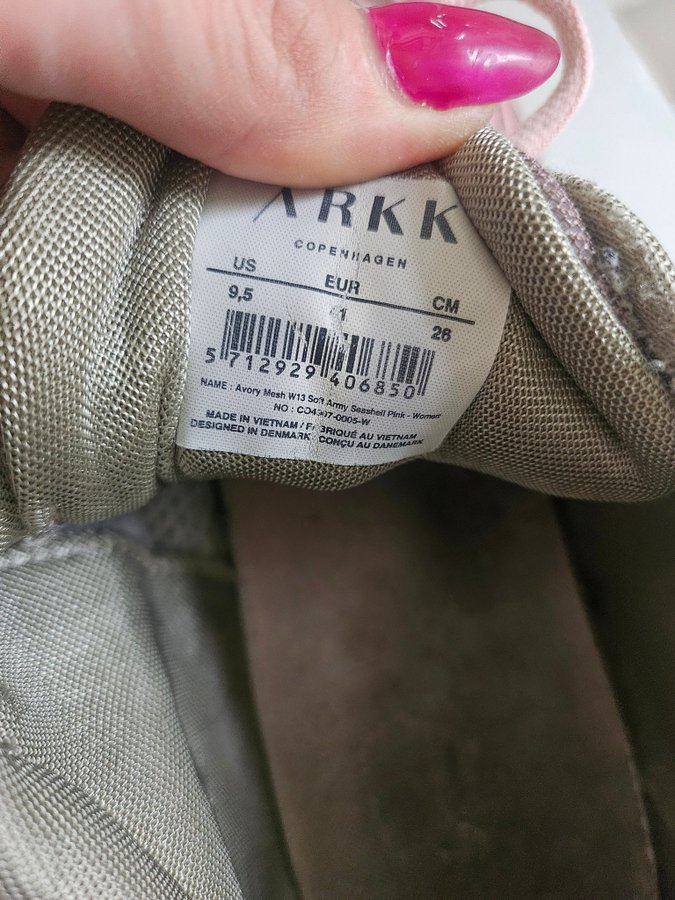 ARKK
COPENHAGEN
US EUR CM
9,5 26
5 712929 406850
NAME : Avory Mesh W13 Soft Army Seashell Pink - Women
MADE IN VIETNAM / FABRIQUÉ AU VIETNAM
DESIGNED IN DENMARK CONÇU AU DANEMARK